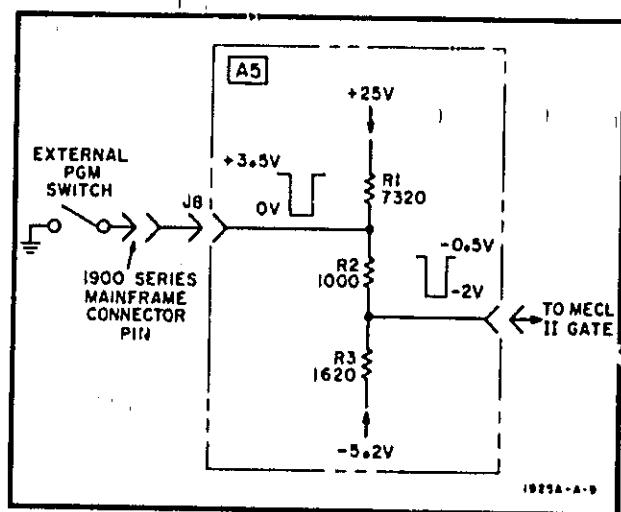 A5
+25V
EXTERNAL
PGM
SWITCH
+3.5V
J8
0V
R1
7320
-0.5V
1900 SERIES
MAINFRAME
CONNECTOR
PIN
R2
1000
-2V
TO MECL
II GATE
R3
1620
-5.2V
1925A-A-9